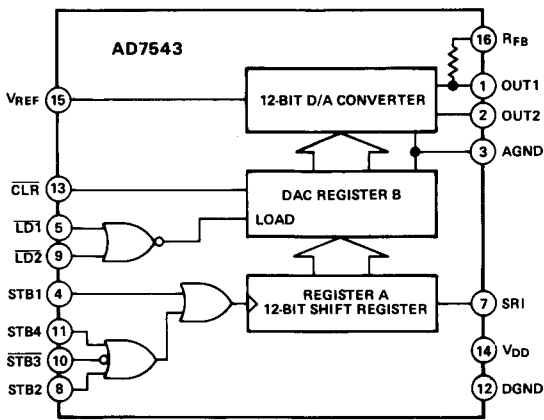 AD7543
16 RFB
1 OUT1
VREF 15
12-BIT D/A CONVERTER
2 OUT2
3 AGND
CLR 13
DAC REGISTER B
LD1 5
LOAD
LD2 9
STB1 4
REGISTER A
12-BIT SHIFT REGISTER
7 SRI
STB4 11
14 VDD
STB3 10
STB2 8
12 DGND